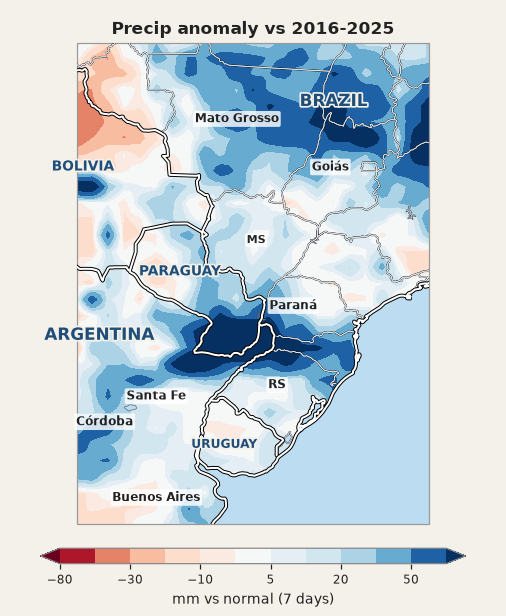 Precip anomaly vs 2016-2025
BRAZIL
Mato Grosso
BOLIVIA
Goiás
MS
PARAGUAY
Paraná
ARGENTINA
RS
Santa Fe
Córdoba
URUGUAY
Buenos Aires
−80 −30 −10 5 20 50
mm vs normal (7 days)